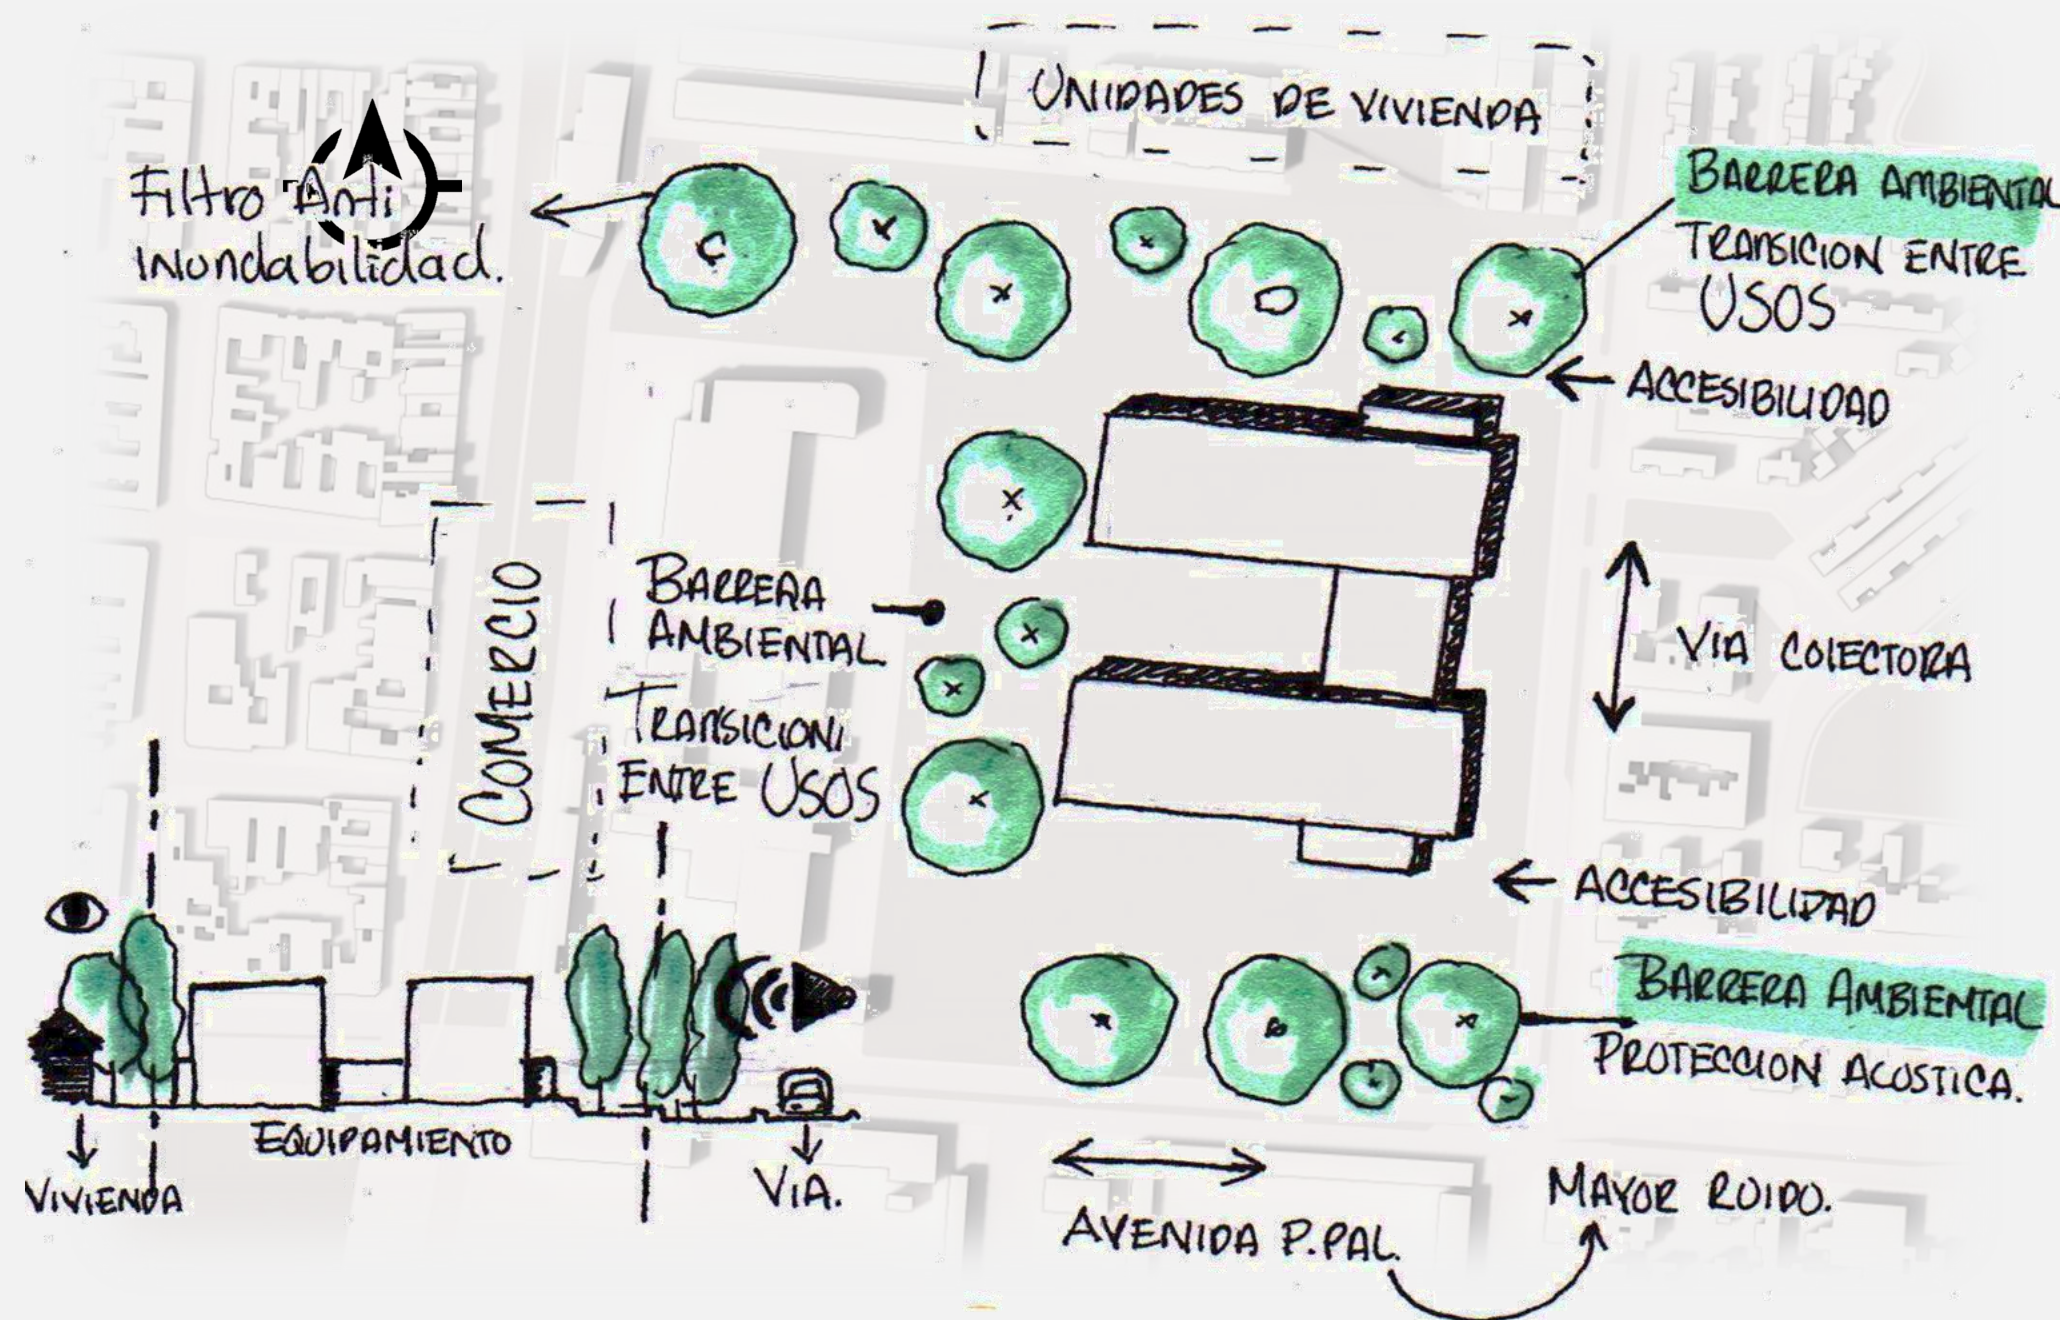 UNIDADES DE VIVIENDA
Filtro Anti
inundabilidad.
BARRERA AMBIENTAL
TRANSICION ENTRE
USOS
ACCESIBILIDAD
COMERCIO
BARRERA
AMBIENTAL
TRANSICION
ENTRE USOS
VIA COLECTORA
ACCESIBILIDAD
BARRERA AMBIENTAL
PROTECCION ACUSTICA.
EQUIPAMIENTO
VIVIENDA
VIA.
AVENIDA P.PAL.
MAYOR RUIDO.